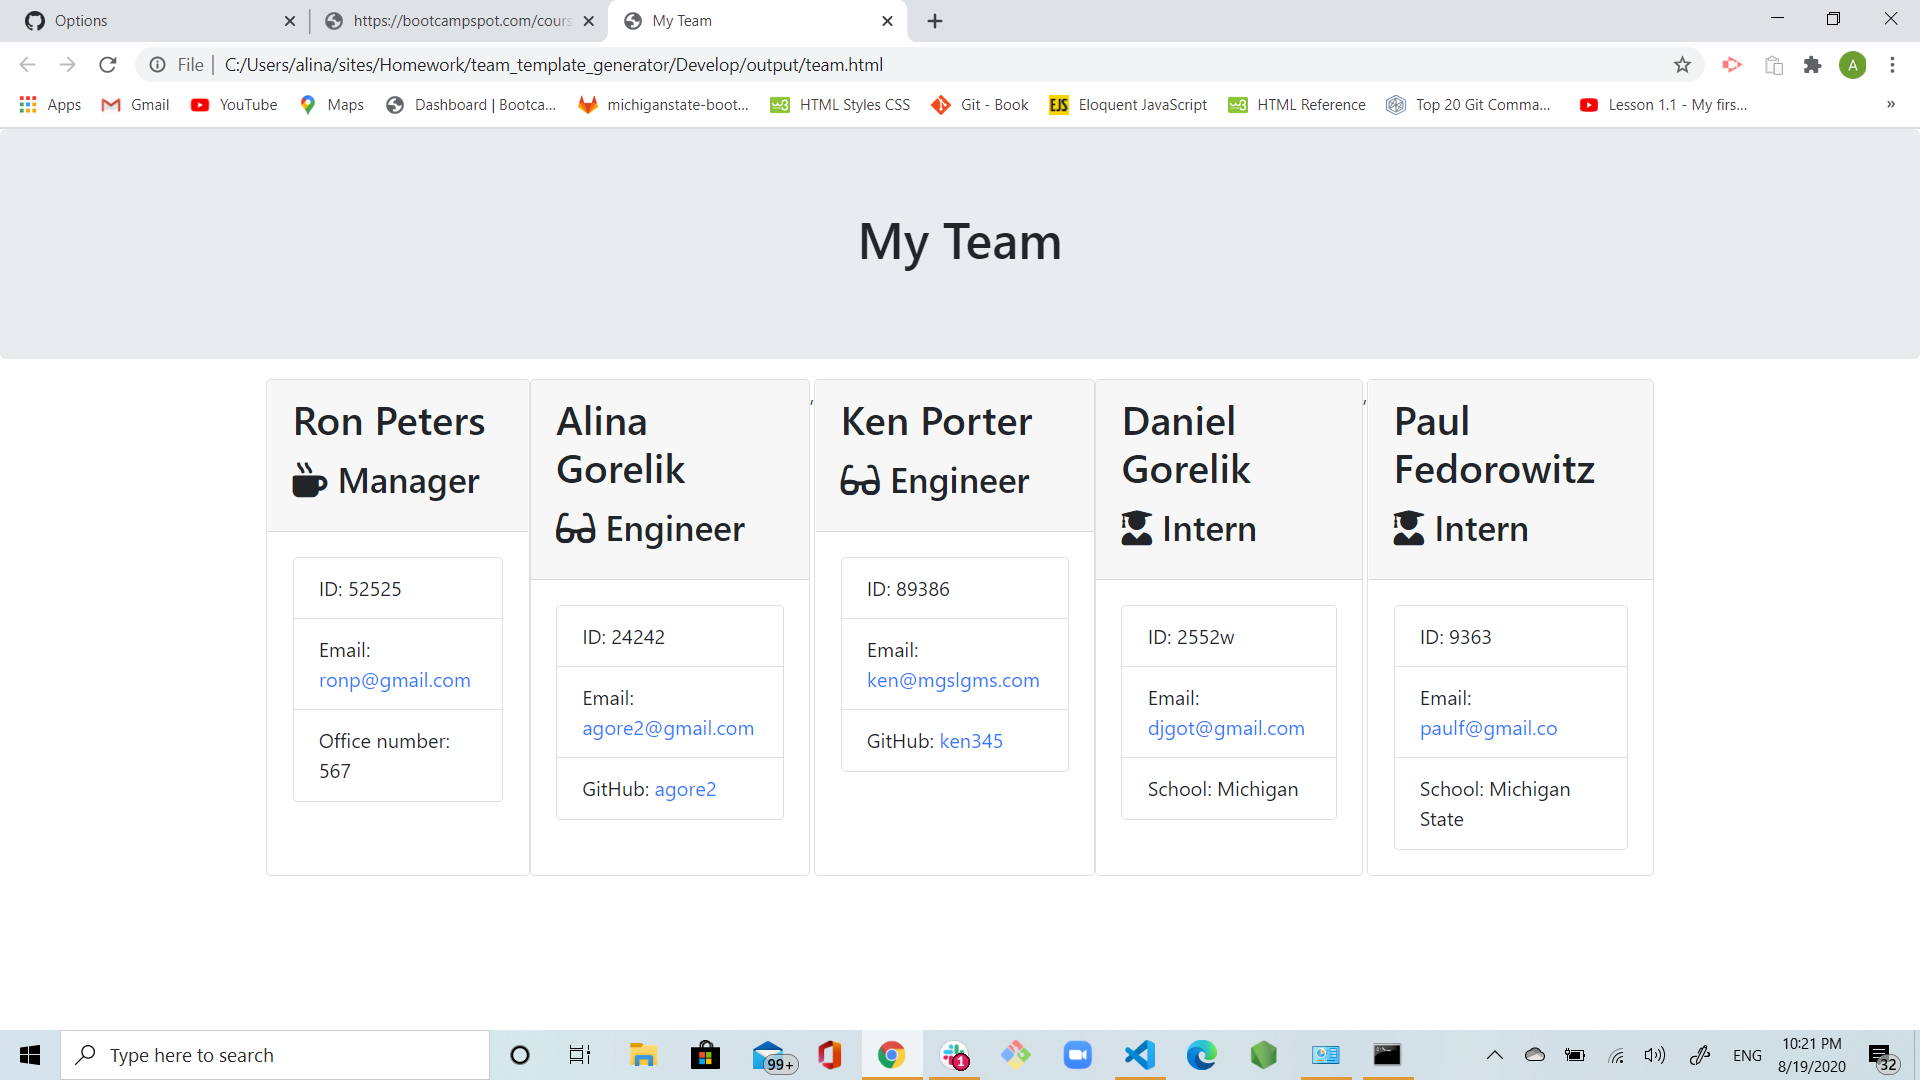 Options
https://bootcampspot.com/cours
My Team
File
C:/Users/alina/sites/Homework/team_template_generator/Develop/output/team.html
A
Apps
Gmail
YouTube
Maps
Dashboard | Bootca...
michiganstate-boot...
HTML Styles CSS
Git - Book
EJS
Eloquent JavaScript
HTML Reference
Top 20 Git Comma...
Lesson 1.1 - My firs...
»
My Team
Ron Peters
Manager
ID: 52525
Email:
ronp@gmail.com
Office number:
567
Alina
Gorelik
Engineer
ID: 24242
Email:
agore2@gmail.com
GitHub: agore2
,
Ken Porter
Engineer
ID: 89386
Email:
ken@mgslgms.com
GitHub: ken345
Daniel
Gorelik
Intern
ID: 2552w
Email:
djgot@gmail.com
School: Michigan
,
Paul
Fedorowitz
Intern
ID: 9363
Email:
paulf@gmail.co
School: Michigan
State
Type here to search
99+
1
ENG
10:21 PM
8/19/2020
32